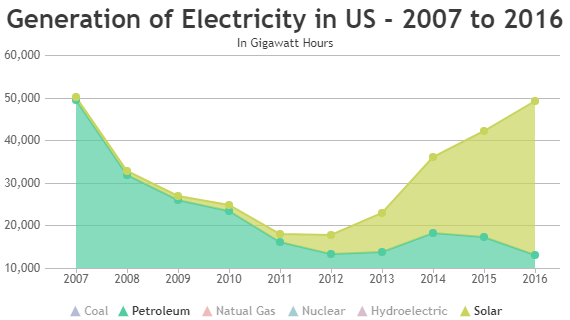 Generation of Electricity in US - 2007 to 2016
In Gigawatt Hours
60,000
50,000
40,000
30,000
20,000
10,000
2007 2008 2009 2010 2011 2012 2013 2014 2015 2016
Coal Petroleum Natual Gas Nuclear Hydroelectric Solar